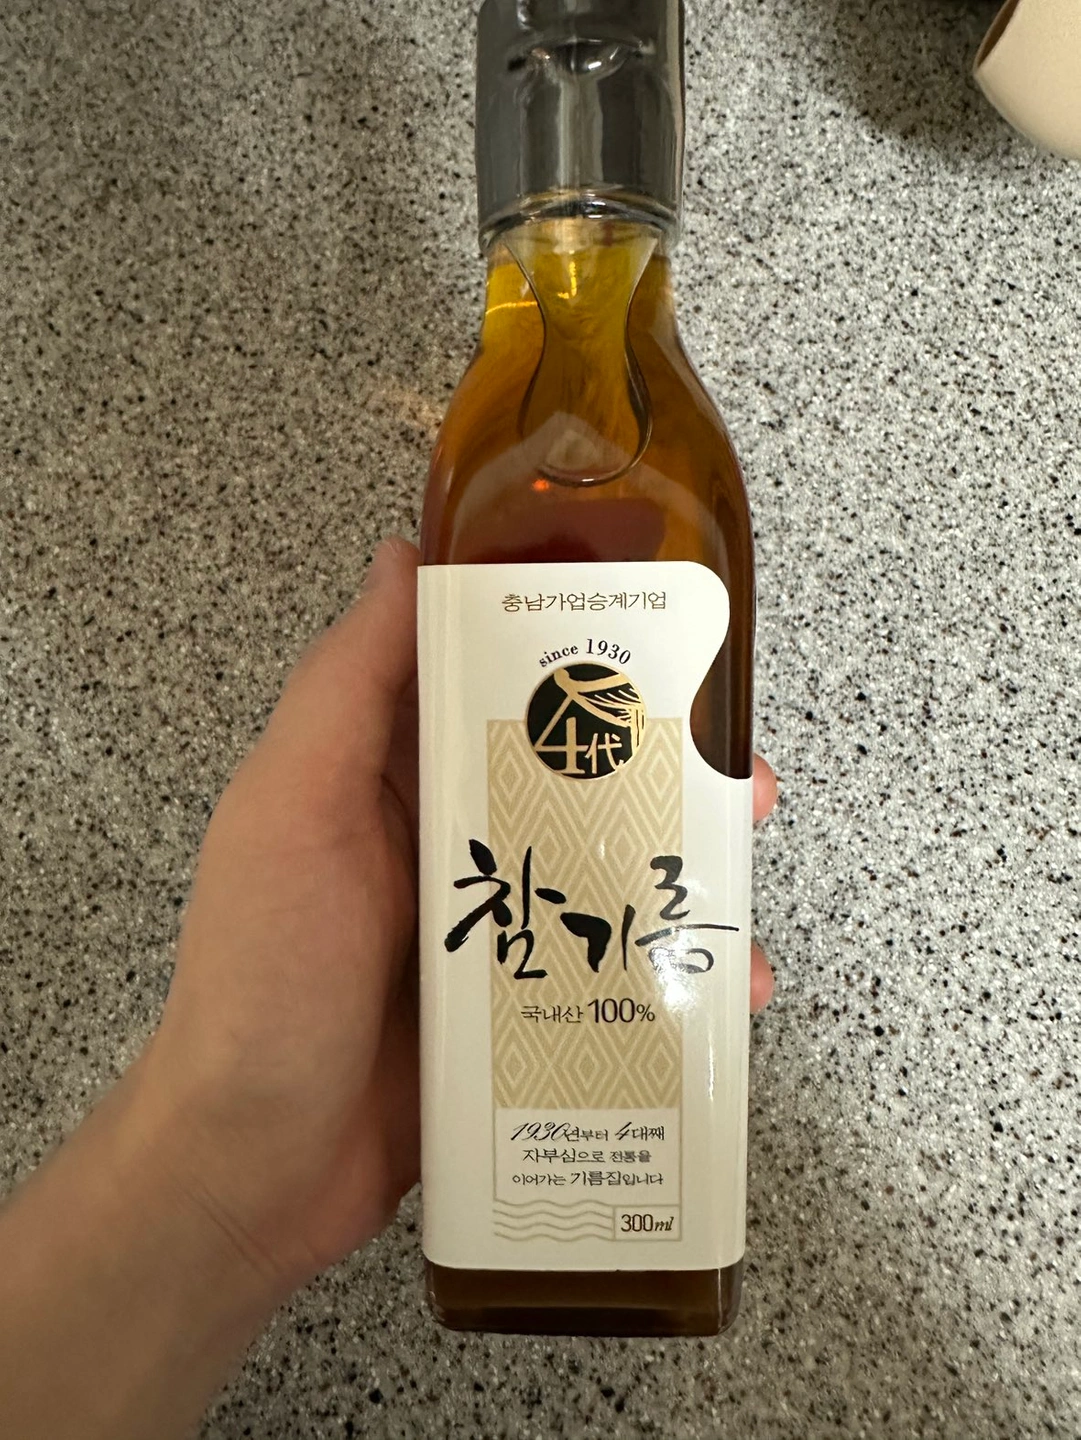 충남가업승계기업
since 1930
4代
참기름
국내산 100%
1930년부터 4대째
자부심으로 전통을
이어가는 기름집입니다
300ml